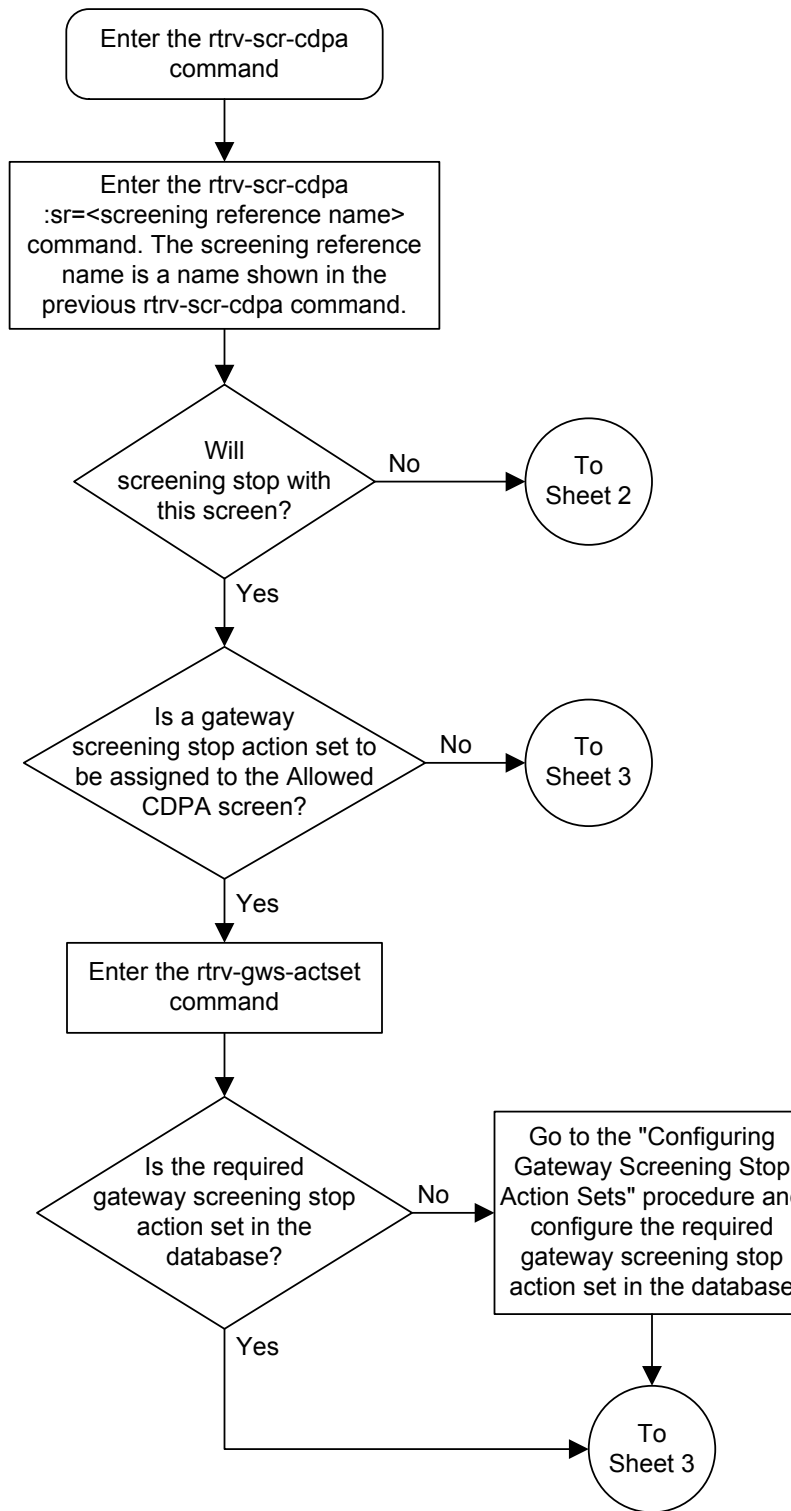 Enter the rtrv-scr-cdpa
command
Enter the rtrv-scr-cdpa
:sr=<screening reference name>
command. The screening reference
name is a name shown in the
previous rtrv-scr-cdpa command.
Will
screening stop with
this screen?
No
To
Sheet 2
Yes
Is a gateway
screening stop action set to
be assigned to the Allowed
CDPA screen?
No
To
Sheet 3
Yes
Enter the rtrv-gws-actset
command
Is the required
gateway screening stop
action set in the
database?
No
Go to the "Configuring
Gateway Screening Stop
Action Sets" procedure and
configure the required
gateway screening stop
action set in the database
Yes
To
Sheet 3